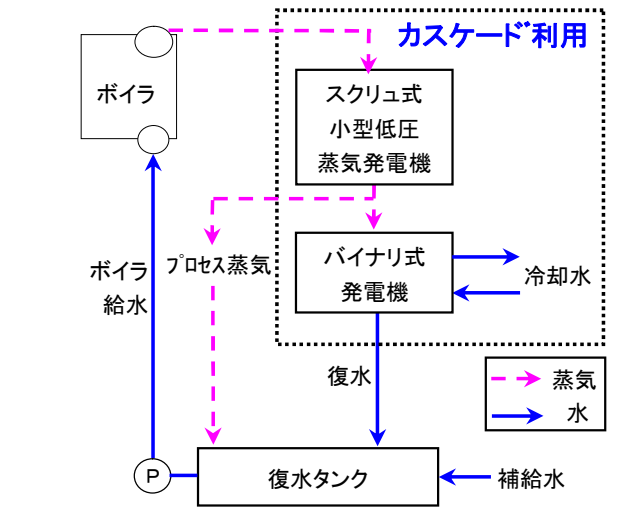 カスケード利用
ボイラ
スクリュ式
小型低圧
蒸気発電機
プロセス蒸気
バイナリ式
発電機
冷却水
ボイラ
給水
復水
蒸気
水
P
復水タンク
補給水